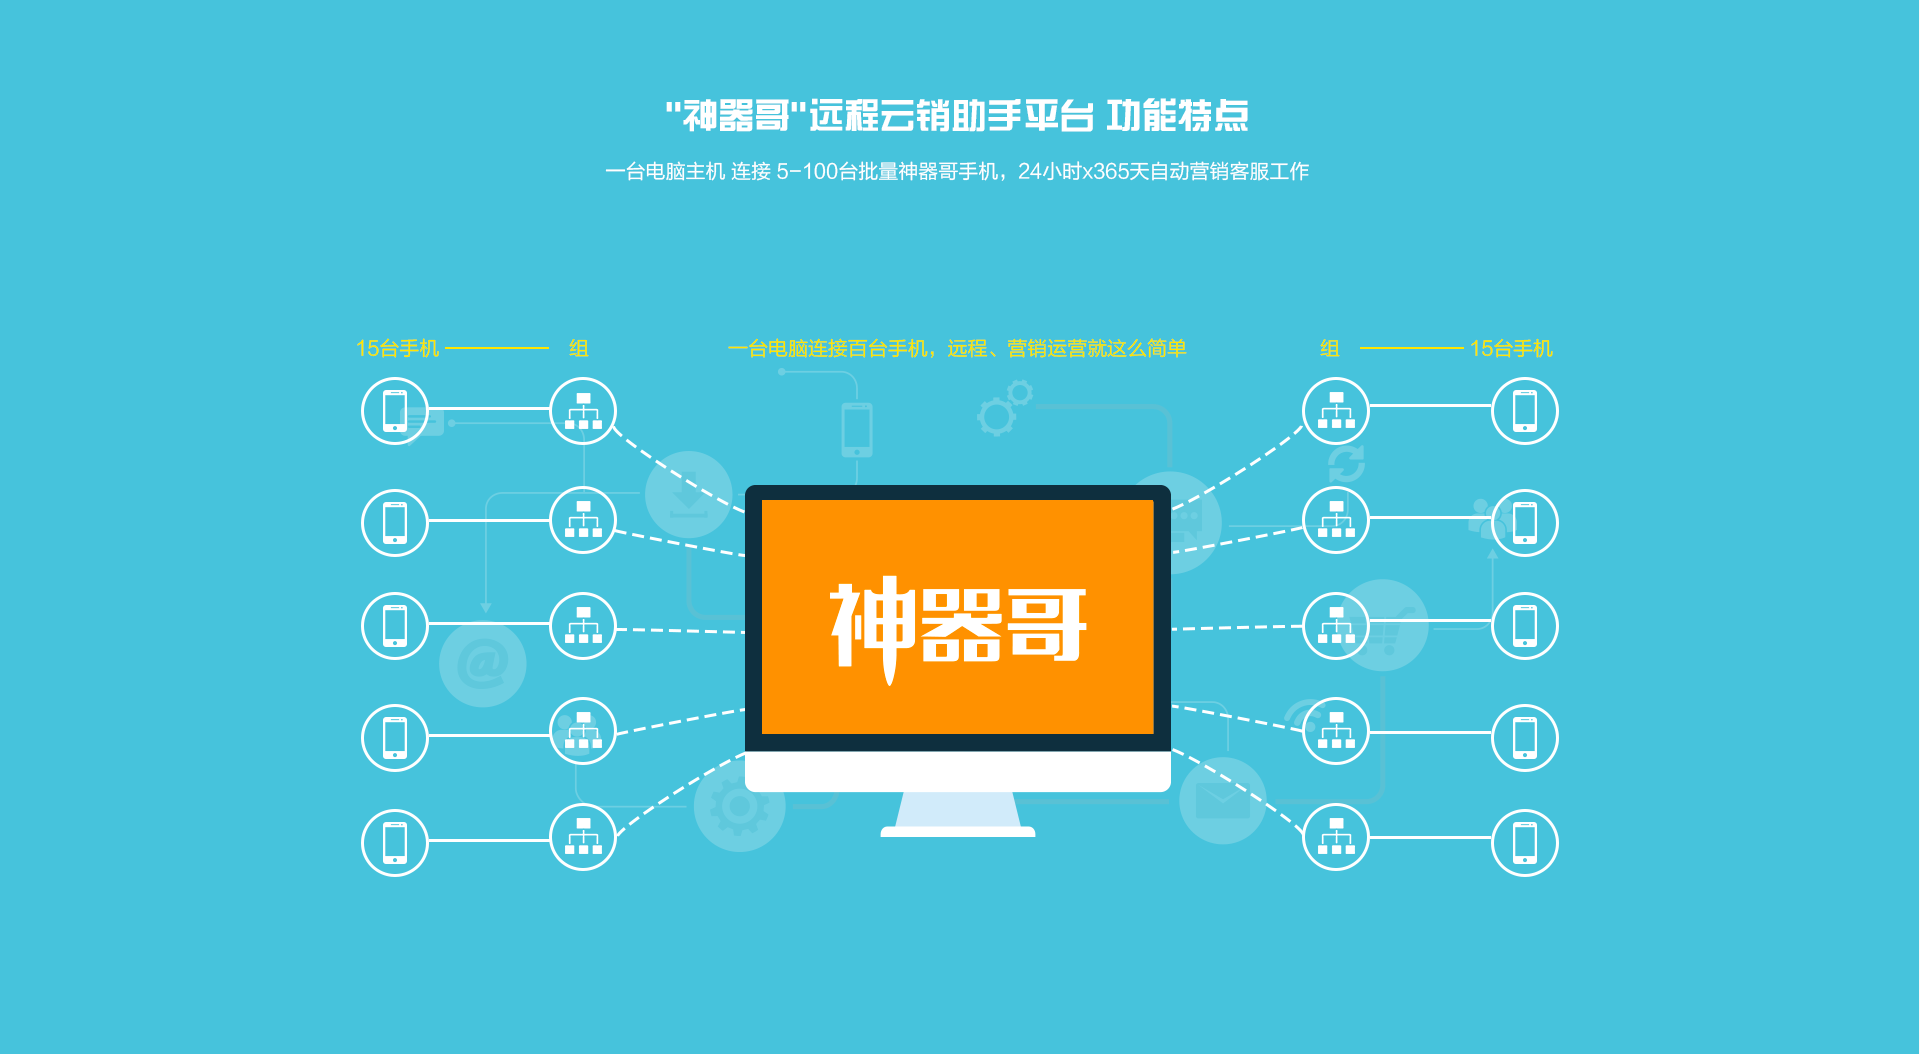 "神器哥"远程云销助手平台 功能特点
一台电脑主机 连接 5-100台批量神器哥手机，24小时x365天自动营销客服工作
15台手机 组 一台电脑连接百台手机，远程、营销运营就这么简单 组 15台手机
神器哥